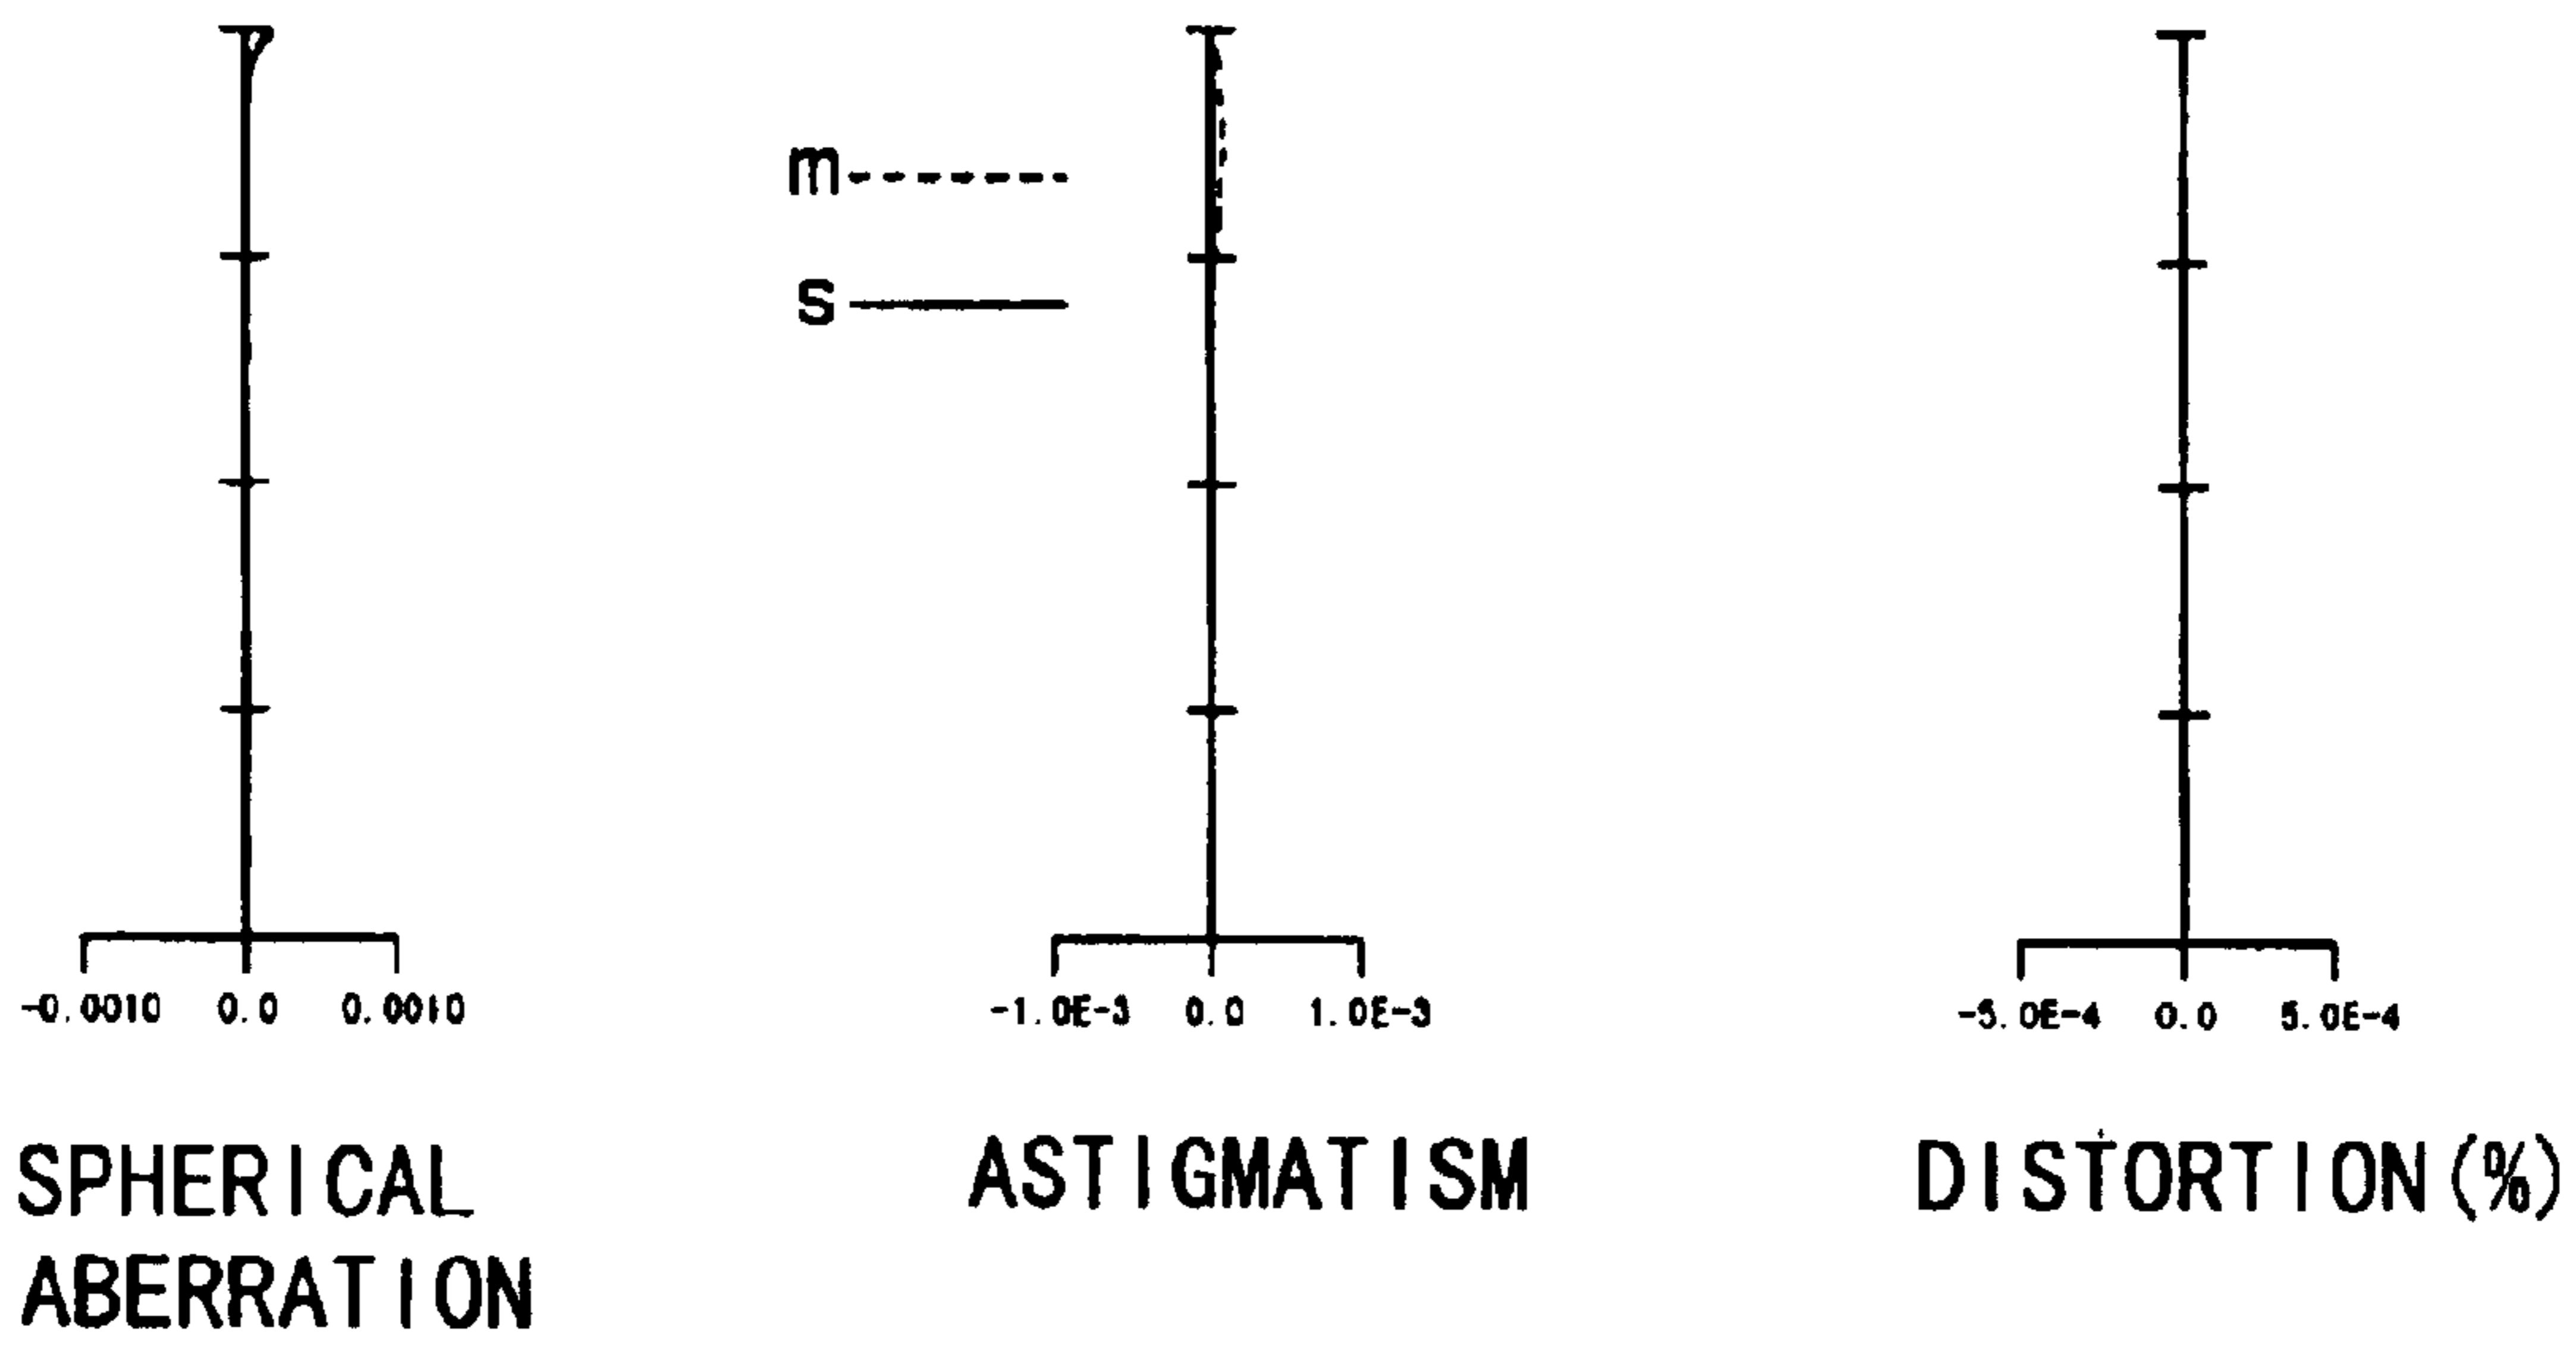 m
s
-0.0010 0.0 0.0010
-1.0E-3 0.0 1.0E-3
-5.0E-4 0.0 5.0E-4
SPHERICAL
ABERRATION
ASTIGMATISM
DISTORTION(%)